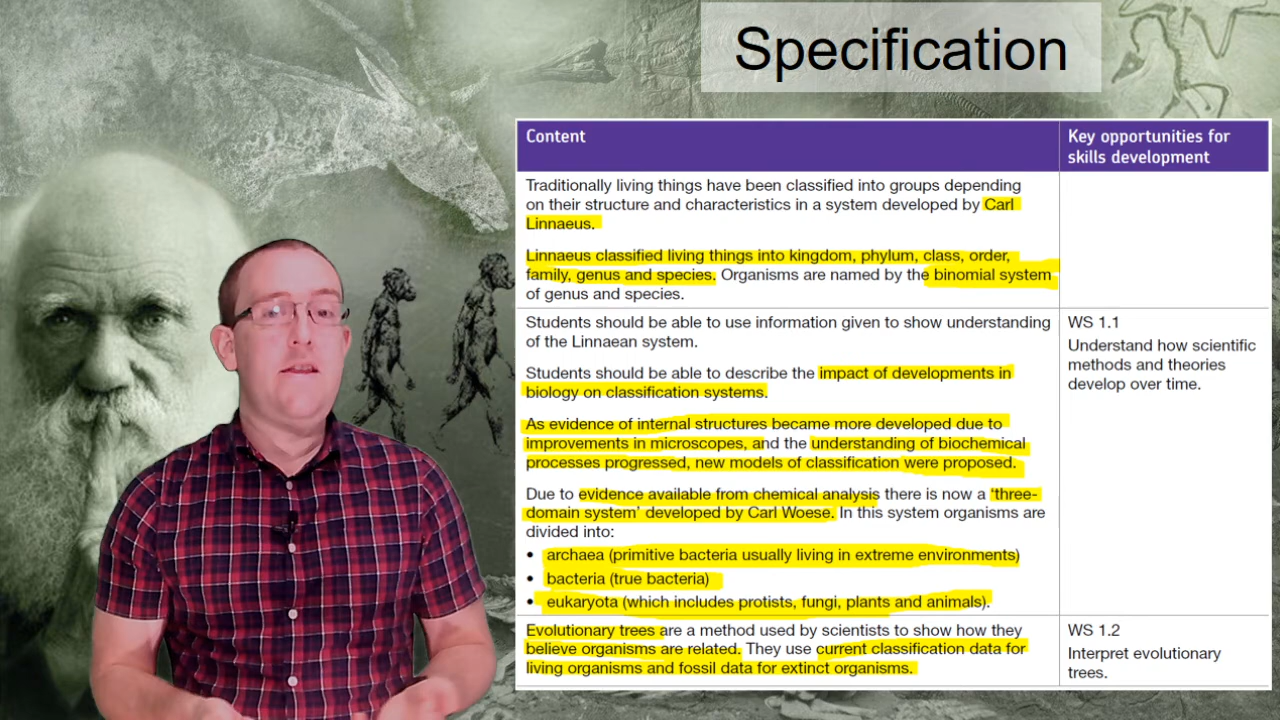 Specification
Content
Key opportunities for
skills development
Traditionally living things have been classified into groups depending
on their structure and characteristics in a system developed by Carl
Linnaeus.
Linnaeus classified living things into kingdom, phylum, class, order,
family, genus and species. Organisms are named by the binomial system
of genus and species.
Students should be able to use information given to show understanding
of the Linnaean system.
Students should be able to describe the impact of developments in
biology on classification systems.
As evidence of internal structures became more developed due to
improvements in microscopes, and the understanding of biochemical
processes progressed, new models of classification were proposed.
Due to evidence available from chemical analysis there is now a ‘three-
domain system’ developed by Carl Woese. In this system organisms are
divided into:
• archaea (primitive bacteria usually living in extreme environments)
• bacteria (true bacteria)
• eukaryota (which includes protists, fungi, plants and animals).
WS 1.1
Understand how scientific
methods and theories
develop over time.
Evolutionary trees are a method used by scientists to show how they
believe organisms are related. They use current classification data for
living organisms and fossil data for extinct organisms.
WS 1.2
Interpret evolutionary
trees.